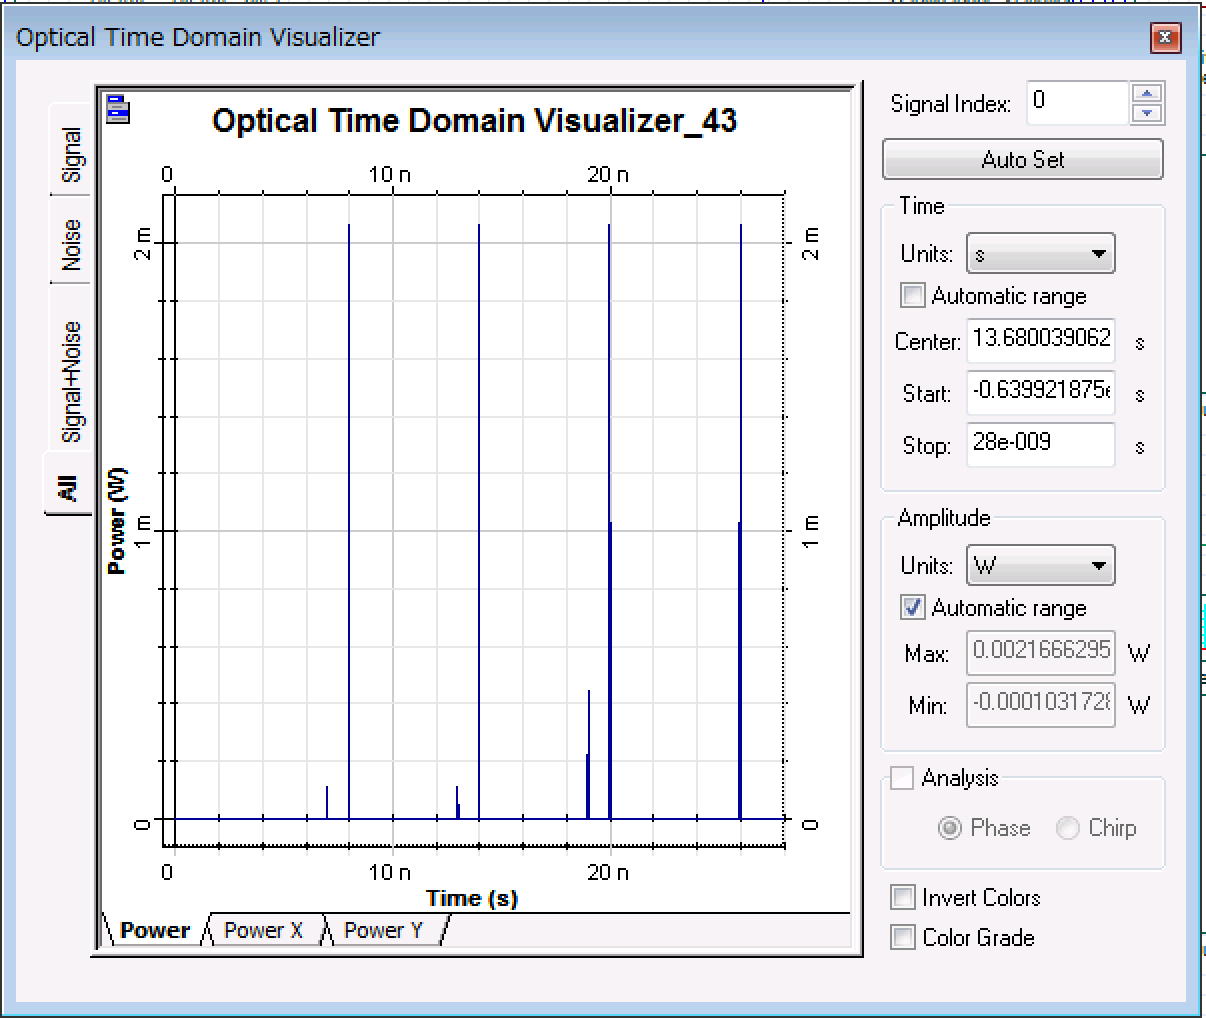 Optical Time Domain Visualizer
Signal
Noise
Signal+Noise
All
Optical Time Domain Visualizer_43
0 10 n 20 n
2 m 2 m
1 m 1 m
0 0
Power (W)
0 10 n 20 n
Time (s)
Power Power X Power Y
Signal Index: 0
Auto Set
Time
Units: s
Automatic range
Center: 13.680039062 s
Start: -0.639921875e s
Stop: 28e-009 s
Amplitude
Units: W
Automatic range
Max: 0.0021666295 W
Min: -0.0001031728 W
Analysis
Phase Chirp
Invert Colors
Color Grade